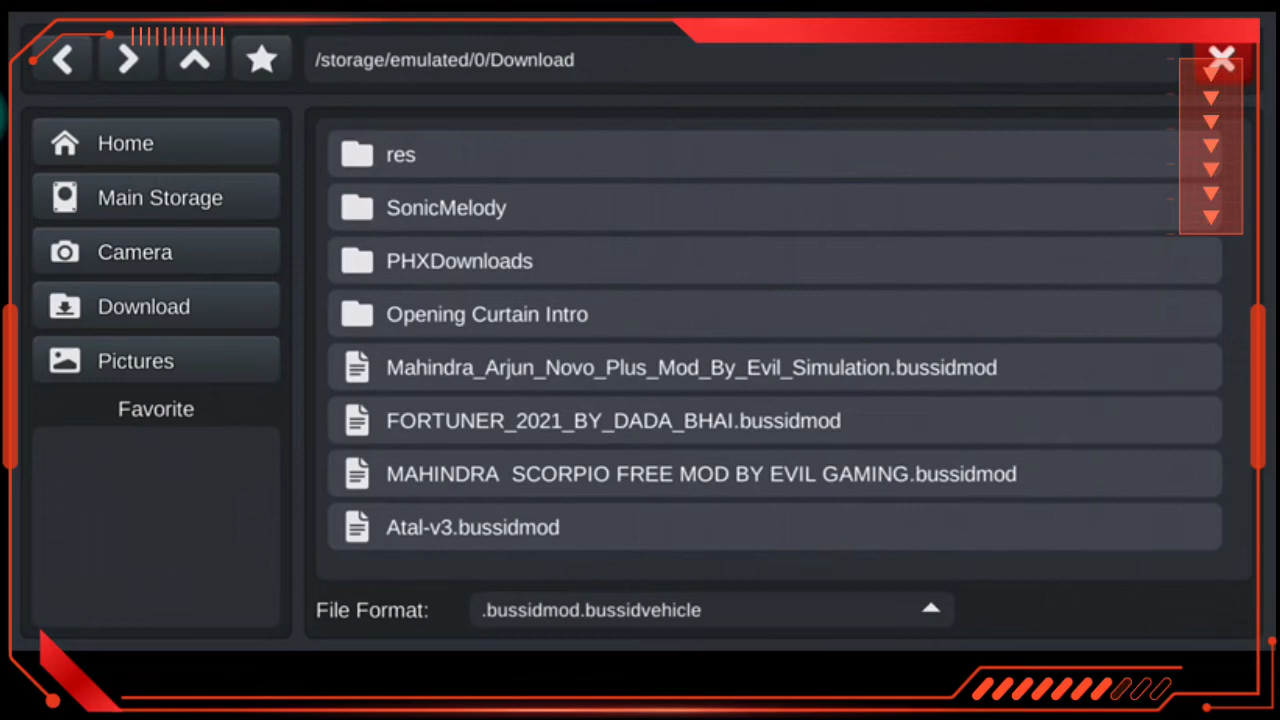 /storage/emulated/0/Download
Home
Main Storage
Camera
Download
Pictures
Favorite
res
SonicMelody
PHXDownloads
Opening Curtain Intro
Mahindra_Arjun_Novo_Plus_Mod_By_Evil_Simulation.bussidmod
FORTUNER_2021_BY_DADA_BHAI.bussidmod
MAHINDRA  SCORPIO FREE MOD BY EVIL GAMING.bussidmod
Atal-v3.bussidmod
File Format: .bussidmod.bussidvehicle